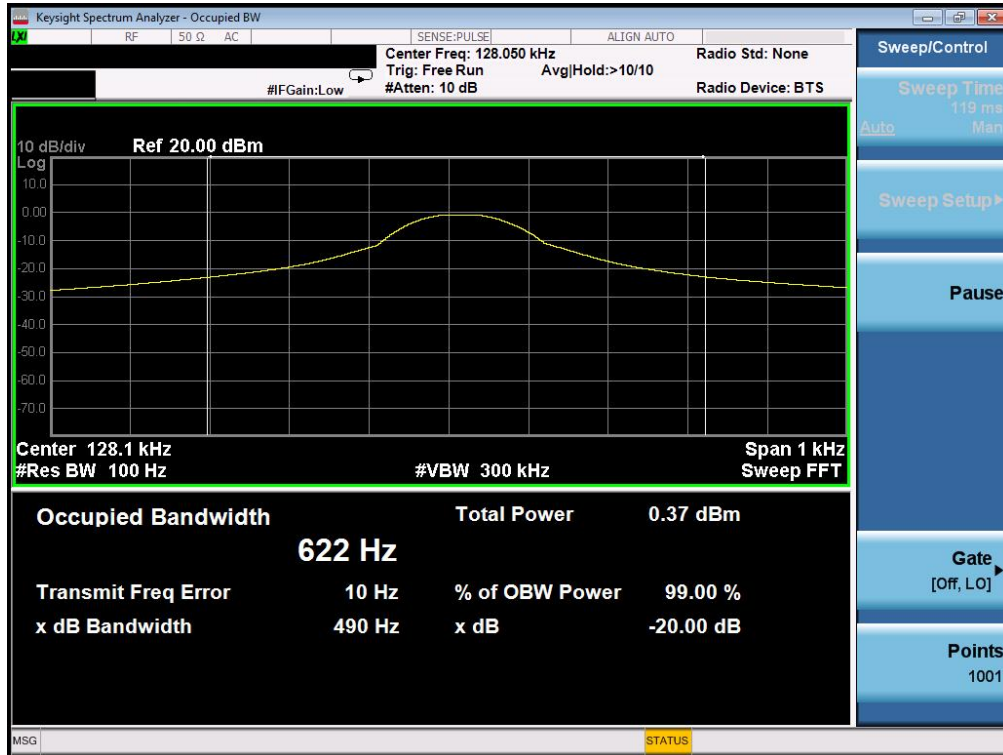 Keysight Spectrum Analyzer - Occupied BW
LXI RF 50 Ω AC SENSE:PULSE ALIGN AUTO
Center Freq: 128.050 kHz Radio Std: None
Trig: Free Run Avg|Hold:>10/10
#IFGain:Low #Atten: 10 dB Radio Device: BTS
10 dB/div Ref 20.00 dBm
Log
10.0
0.00
-10.0
-20.0
-30.0
-40.0
-50.0
-60.0
-70.0
Center 128.1 kHz Span 1 kHz
#Res BW 100 Hz #VBW 300 kHz Sweep FFT
Occupied Bandwidth Total Power 0.37 dBm
622 Hz
Transmit Freq Error 10 Hz % of OBW Power 99.00 %
x dB Bandwidth 490 Hz x dB -20.00 dB
MSG STATUS
Sweep/Control
Sweep Time
119 ms
Auto Man
Sweep Setup
Pause
Gate
[Off, LO]
Points
1001